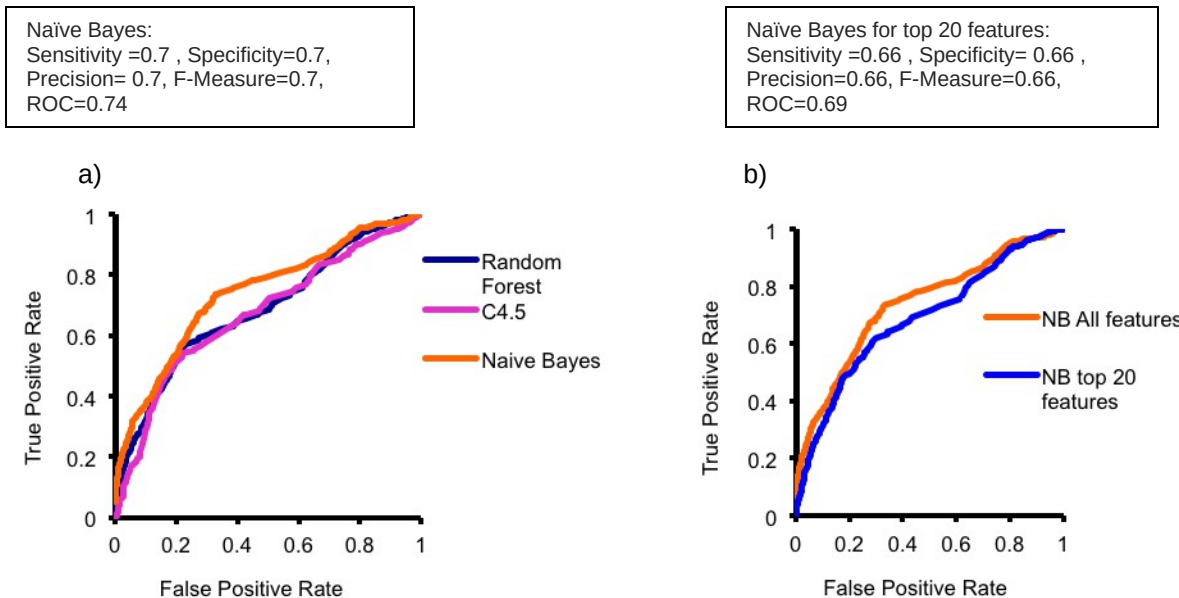 Naïve Bayes:
Sensitivity =0.7 , Specificity=0.7,
Precision= 0.7, F-Measure=0.7,
ROC=0.74
Naïve Bayes for top 20 features:
Sensitivity =0.66 , Specificity= 0.66 ,
Precision=0.66, F-Measure=0.66,
ROC=0.69
a)
True Positive Rate
1
0.8
0.6
0.4
0.2
0
0 0.2 0.4 0.6 0.8 1
False Positive Rate
Random
Forest
C4.5
Naive Bayes
b)
True Positive Rate
1
0.8
0.6
0.4
0.2
0
0 0.2 0.4 0.6 0.8 1
False Positive Rate
NB All features
NB top 20
features